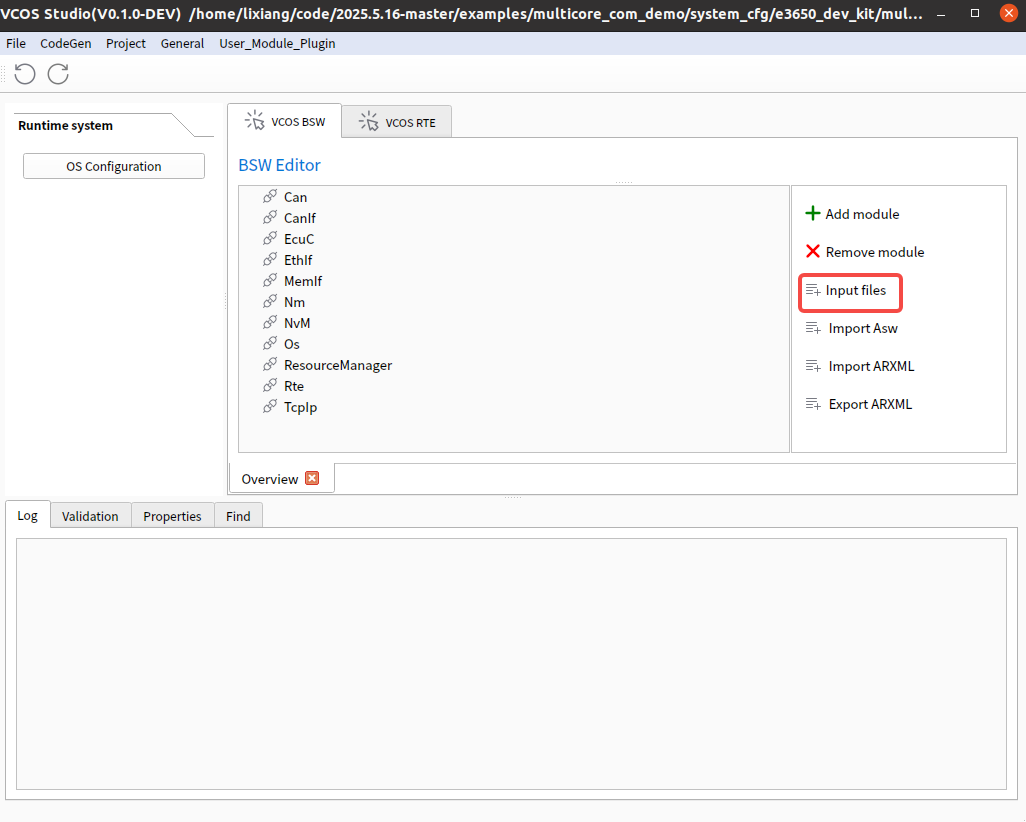 VCOS Studio(V0.1.0-DEV) /home/lixiang/code/2025.5.16-master/examples/multicore_com_demo/system_cfg/e3650_dev_kit/mul...
File CodeGen Project General User_Module_Plugin
Runtime system
OS Configuration
VCOS BSW VCOS RTE
BSW Editor
Can
CanIf
EcuC
EthIf
MemIf
Nm
NvM
Os
ResourceManager
Rte
TcpIp
Add module
Remove module
Input files
Import Asw
Import ARXML
Export ARXML
Overview
Log Validation Properties Find